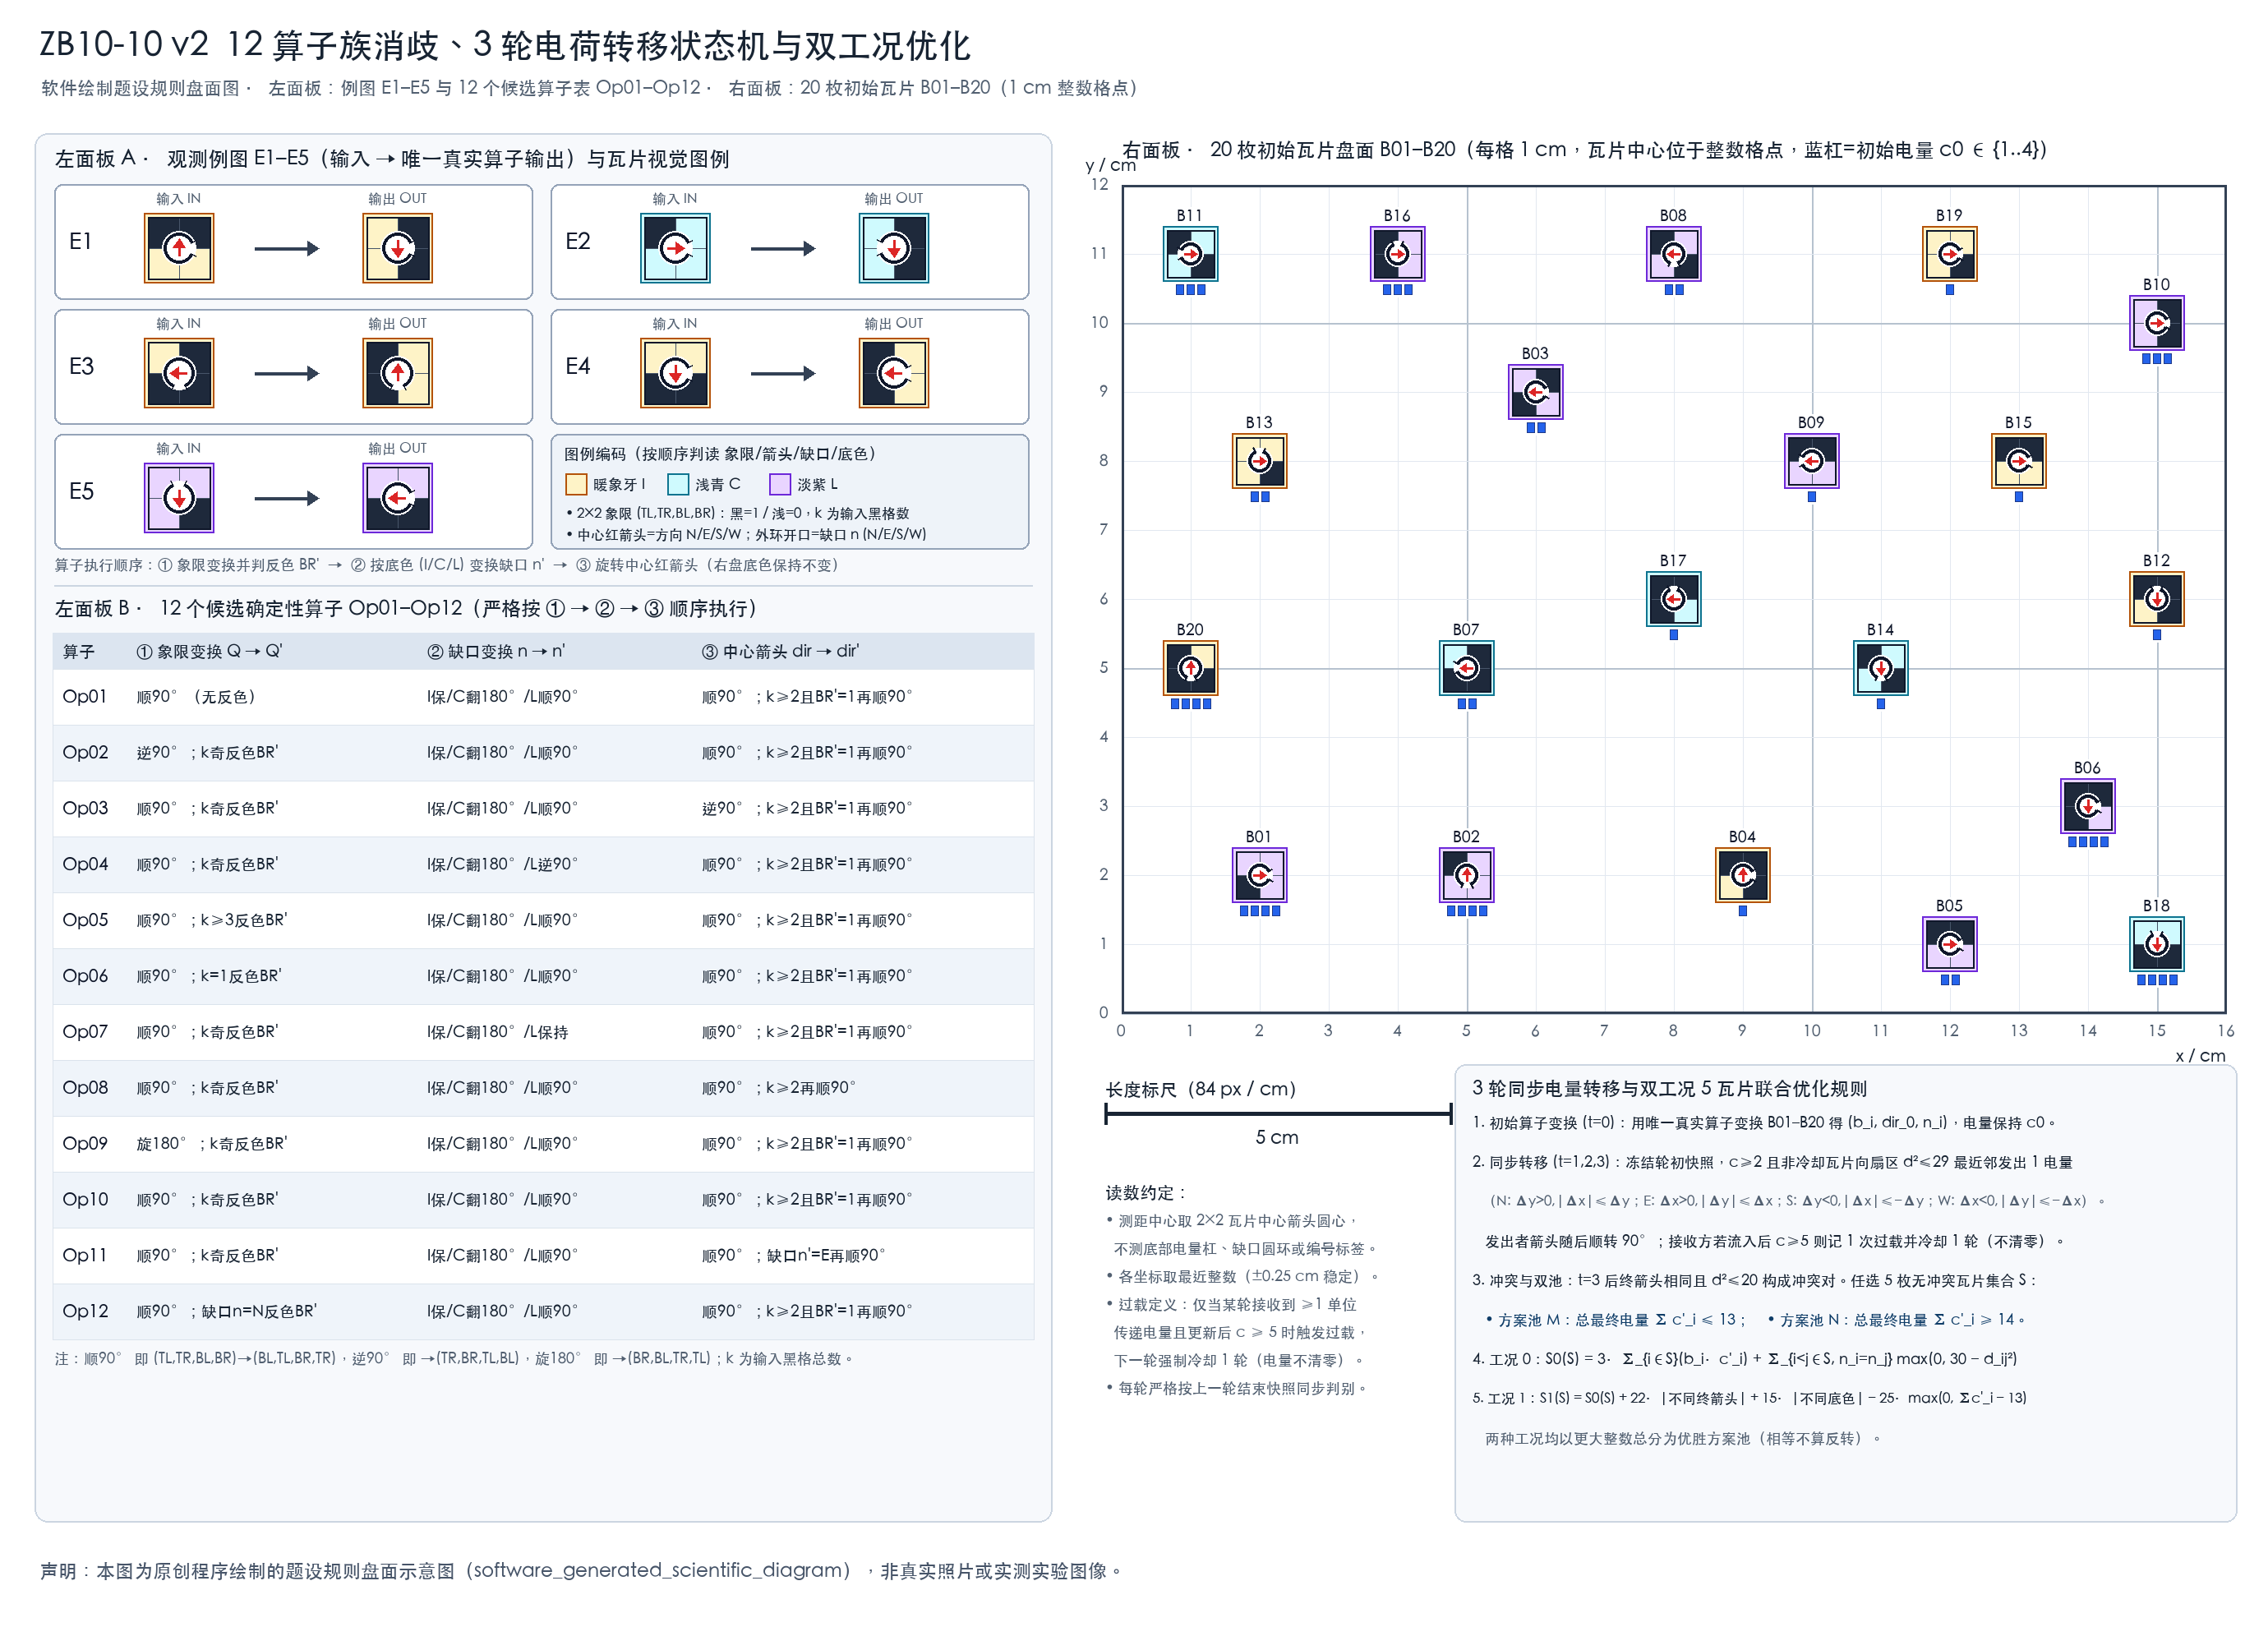 ZB10-10 v2 12 算子族消歧、3 轮电荷转移状态机与双工况优化
软件绘制题设规则盘面图 · 左面板：例图 E1–E5 与 12 个候选算子表 Op01–Op12 · 右面板：20 枚初始瓦片 B01–B20（1 cm 整数格点）
左面板 A · 观测例图 E1–E5（输入 → 唯一真实算子输出）与瓦片视觉图例
E1 输入 IN 输出 OUT
E2 输入 IN 输出 OUT
E3 输入 IN 输出 OUT
E4 输入 IN 输出 OUT
E5 输入 IN 输出 OUT
图例编码（按顺序判读 象限/箭头/缺口/底色）
暖象牙 I 浅青 C 淡紫 L
• 2×2 象限 (TL,TR,BL,BR)：黑=1 / 浅=0，k 为输入黑格数
• 中心红箭头=方向 N/E/S/W；外环开口=缺口 n (N/E/S/W)
算子执行顺序：① 象限变换并判反色 BR' → ② 按底色 (I/C/L) 变换缺口 n' → ③ 旋转中心红箭头（右盘底色保持不变）
左面板 B · 12 个候选确定性算子 Op01–Op12（严格按 ① → ② → ③ 顺序执行）
算子 ① 象限变换 Q → Q' ② 缺口变换 n → n' ③ 中心箭头 dir → dir'
Op01 顺90°（无反色） I保/C翻180°/L顺90° 顺90°；k≥2且BR'=1再顺90°
Op02 逆90°；k奇反色BR' I保/C翻180°/L顺90° 顺90°；k≥2且BR'=1再顺90°
Op03 顺90°；k奇反色BR' I保/C翻180°/L顺90° 逆90°；k≥2且BR'=1再顺90°
Op04 顺90°；k奇反色BR' I保/C翻180°/L逆90° 顺90°；k≥2且BR'=1再顺90°
Op05 顺90°；k≥3反色BR' I保/C翻180°/L顺90° 顺90°；k≥2且BR'=1再顺90°
Op06 顺90°；k=1反色BR' I保/C翻180°/L顺90° 顺90°；k≥2且BR'=1再顺90°
Op07 顺90°；k奇反色BR' I保/C翻180°/L保持 顺90°；k≥2且BR'=1再顺90°
Op08 顺90°；k奇反色BR' I保/C翻180°/L顺90° 顺90°；k≥2再顺90°
Op09 旋180°；k奇反色BR' I保/C翻180°/L顺90° 顺90°；k≥2且BR'=1再顺90°
Op10 顺90°；k奇反色BR' I保/C翻180°/L顺90° 顺90°；k≥2且BR'=1再顺90°
Op11 顺90°；k奇反色BR' I保/C翻180°/L顺90° 顺90°；缺口n'=E再顺90°
Op12 顺90°；缺口n=N反色BR' I保/C翻180°/L顺90° 顺90°；k≥2且BR'=1再顺90°
注：顺90° 即 (TL,TR,BL,BR)→(BL,TL,BR,TR)，逆90° 即 →(TR,BR,TL,BL)，旋180° 即 →(BR,BL,TR,TL)；k 为输入黑格总数。
右面板 · 20 枚初始瓦片盘面 B01–B20（每格 1 cm，瓦片中心位于整数格点，蓝杠=初始电量 c0 ∈ {1..4}）
y / cm
12
11
10
9
8
7
6
5
4
3
2
1
0
B11 B16 B08 B19
B10
B03
B13 B09 B15
B17 B12
B20 B07 B14
B06
B01 B02 B04
B05 B18
0 1 2 3 4 5 6 7 8 9 10 11 12 13 14 15 16
x / cm
长度标尺（84 px / cm）
5 cm
读数约定：
• 测距中心取 2×2 瓦片中心箭头圆心，
不测底部电量杠、缺口圆环或编号标签。
• 各坐标取最近整数（±0.25 cm 稳定）。
• 过载定义：仅当某轮接收到 ≥1 单位
传递电量且更新后 c ≥ 5 时触发过载，
下一轮强制冷却 1 轮（电量不清零）。
• 每轮严格按上一轮结束快照同步判别。
3 轮同步电量转移与双工况 5 瓦片联合优化规则
1. 初始算子变换 (t=0)：用唯一真实算子变换 B01–B20 得 (b_i, dir_0, n_i)，电量保持 c0。
2. 同步转移 (t=1,2,3)：冻结轮初快照，c≥2 且非冷却瓦片向扇区 d²≤29 最近邻发出 1 电量
（N: Δy>0,|Δx|≤Δy；E: Δx>0,|Δy|≤Δx；S: Δy<0,|Δx|≤−Δy；W: Δx<0,|Δy|≤−Δx）。
发出者箭头随后顺转 90°；接收方若流入后 c≥5 则记 1 次过载并冷却 1 轮（不清零）。
3. 冲突与双池：t=3 后终箭头相同且 d²≤20 构成冲突对。任选 5 枚无冲突瓦片集合 S：
• 方案池 M：总最终电量 Σ c'_i ≤ 13； • 方案池 N：总最终电量 Σ c'_i ≥ 14。
4. 工况 0：S0(S) = 3· Σ_{i∈S}(b_i· c'_i) + Σ_{i<j∈S, n_i=n_j} max(0, 30 − d_ij²)
5. 工况 1：S1(S) = S0(S) + 22· |不同终箭头| + 15· |不同底色| − 25· max(0, Σc'_i − 13)
两种工况均以更大整数总分为优胜方案池（相等不算反转）。
声明：本图为原创程序绘制的题设规则盘面示意图（software_generated_scientific_diagram），非真实照片或实测实验图像。